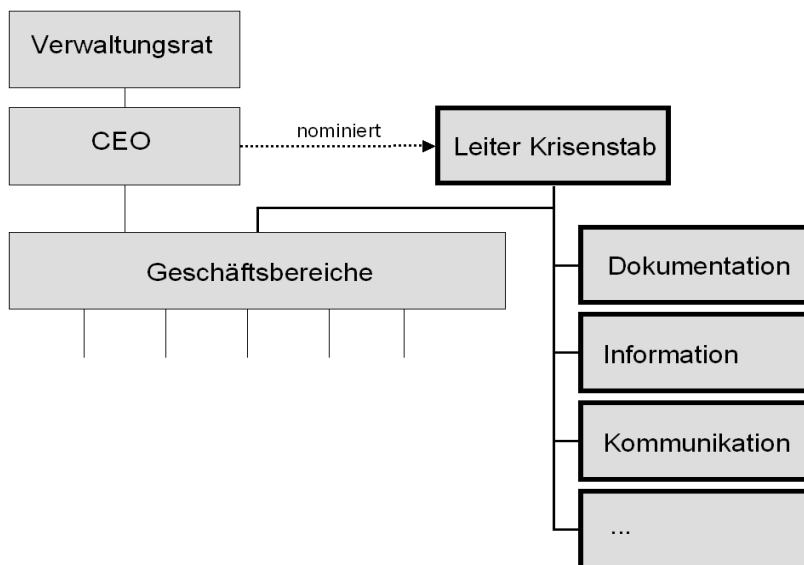 Verwaltungsrat
CEO
nominiert
Leiter Krisenstab
Geschäftsbereiche
Dokumentation
Information
Kommunikation
...